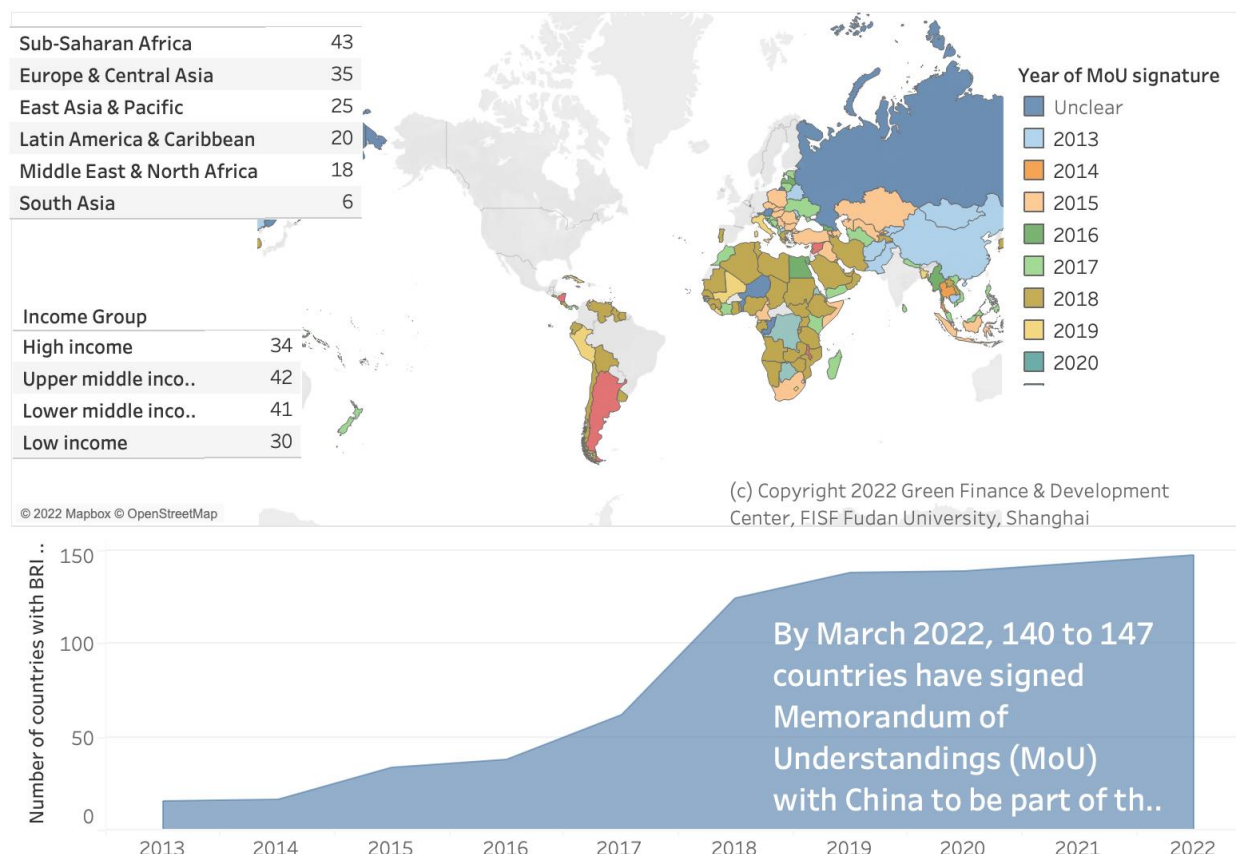 Sub-Saharan Africa 43
Europe & Central Asia 35
East Asia & Pacific 25
Latin America & Caribbean 20
Middle East & North Africa 18
South Asia 6
Income Group
High income 34
Upper middle inco.. 42
Lower middle inco.. 41
Low income 30
© 2022 Mapbox © OpenStreetMap
Year of MoU signature
Unclear
2013
2014
2015
2016
2017
2018
2019
2020
(c) Copyright 2022 Green Finance & Development
Center, FISF Fudan University, Shanghai
Number of countries with BRI ..
150
100
50
0
By March 2022, 140 to 147
countries have signed
Memorandum of
Understandings (MoU)
with China to be part of th..
2013 2014 2015 2016 2017 2018 2019 2020 2021 2022